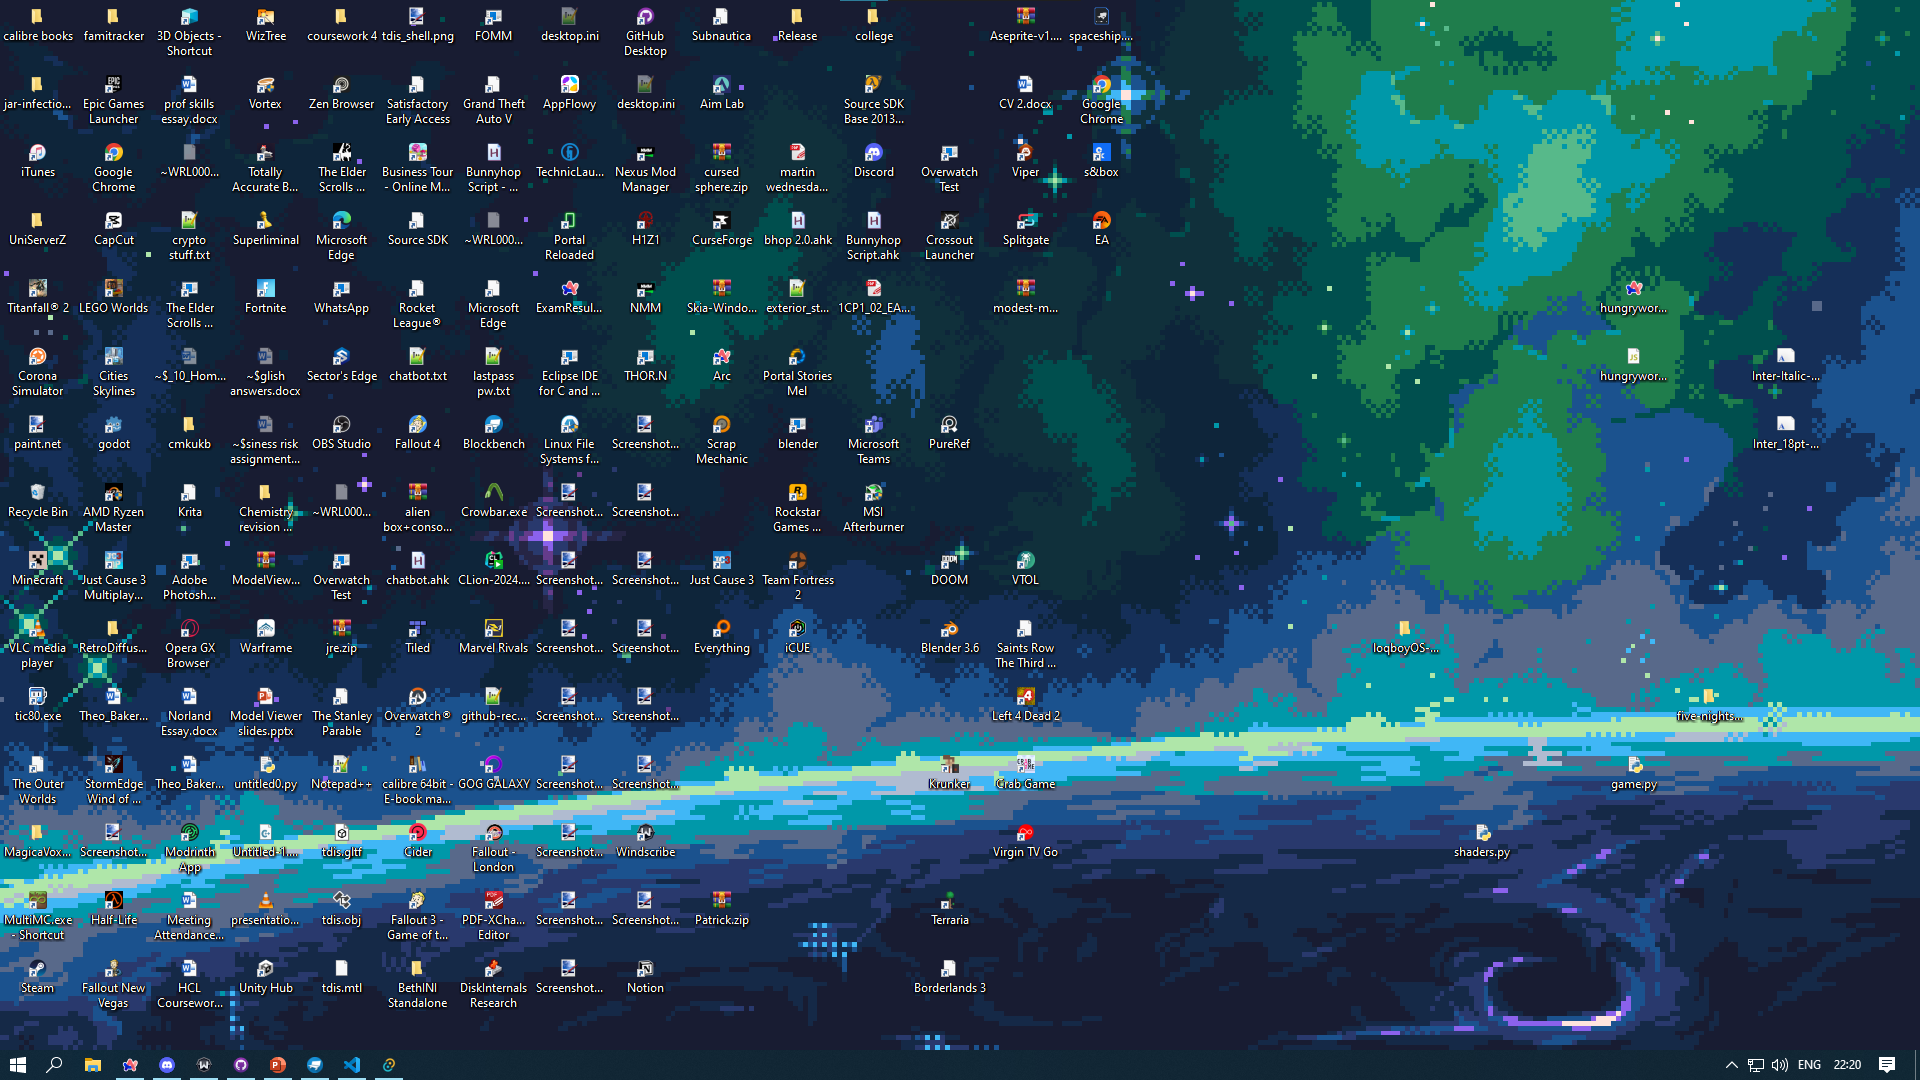 calibre books
famitracker
3D Objects -
Shortcut
WizTree
coursework 4
tdis_shell.png
FOMM
desktop.ini
GitHub
Desktop
Subnautica
Release
college
Aseprite-v1....
spaceship....
jar-infectio...
Epic Games
Launcher
prof skills
essay.docx
Vortex
Zen Browser
Satisfactory
Early Access
Grand Theft
Auto V
AppFlowy
desktop.ini
Aim Lab
Source SDK
Base 2013...
CV 2.docx
Google
Chrome
iTunes
Google
Chrome
~WRL000...
Totally
Accurate B...
The Elder
Scrolls ...
Business Tour
- Online M...
Bunnyhop
Script - ...
TechnicLau...
Nexus Mod
Manager
cursed
sphere.zip
martin
wednesda...
Discord
Overwatch
Test
Viper
s&box
UniServerZ
CapCut
crypto
stuff.txt
Superliminal
Microsoft
Edge
Source SDK
~WRL000...
Portal
Reloaded
H1Z1
CurseForge
bhop 2.0.ahk
Bunnyhop
Script.ahk
Crossout
Launcher
Splitgate
EA
Titanfall® 2
LEGO Worlds
The Elder
Scrolls ...
Fortnite
WhatsApp
Rocket
League®
Microsoft
Edge
ExamResul...
NMM
Skia-Windo...
exterior_st...
1CP1_02_EA...
modest-m...
hungrywor...
Corona
Simulator
Cities
Skylines
~$_10_Hom...
~$glish
answers.docx
Sector's Edge
chatbot.txt
lastpass
pw.txt
Eclipse IDE
for C and ...
THOR.N
Arc
Portal Stories
Mel
hungrywor...
Inter-Italic-...
paint.net
godot
cmkukb
~$siness risk
assignment...
OBS Studio
Fallout 4
Blockbench
Linux File
Systems f...
Screenshot...
Scrap
Mechanic
blender
Microsoft
Teams
PureRef
Inter_18pt-...
Recycle Bin
AMD Ryzen
Master
Krita
Chemistry
revision ...
~WRL000...
alien
box+conso...
Crowbar.exe
Screenshot...
Screenshot...
Rockstar
Games ...
MSI
Afterburner
Minecraft
Just Cause 3
Multiplay...
Adobe
Photosh...
ModelView...
Overwatch
Test
chatbot.ahk
CLion-2024....
Screenshot...
Screenshot...
Just Cause 3
Team Fortress
2
DOOM
VTOL
VLC media
player
RetroDiffus...
Opera GX
Browser
Warframe
jre.zip
Tiled
Marvel Rivals
Screenshot...
Screenshot...
Everything
iCUE
Blender 3.6
Saints Row
The Third ...
loqboyOS-...
tic80.exe
Theo_Baker...
Norland
Essay.docx
Model Viewer
slides.pptx
The Stanley
Parable
Overwatch®
2
github-rec...
Screenshot...
Screenshot...
Left 4 Dead 2
five-nights...
The Outer
Worlds
StormEdge
Wind of ...
Theo_Baker...
untitled0.py
Notepad++
calibre 64bit -
E-book ma...
GOG GALAXY
Screenshot...
Screenshot...
Krunker
Crab Game
game.py
MagicaVox...
Screenshot...
Modrinth
App
Untitled-1....
tdis.gltf
Cider
Fallout -
London
Screenshot...
Windscribe
Virgin TV Go
shaders.py
MultiMC.exe
- Shortcut
Half-Life
Meeting
Attendance...
presentatio...
tdis.obj
Fallout 3 -
Game of t...
PDF-XCha...
Editor
Screenshot...
Screenshot...
Patrick.zip
Terraria
Steam
Fallout New
Vegas
HCL
Coursewor...
Unity Hub
tdis.mtl
BethINI
Standalone
DiskInternals
Research
Screenshot...
Notion
Borderlands 3
ENG
22:20